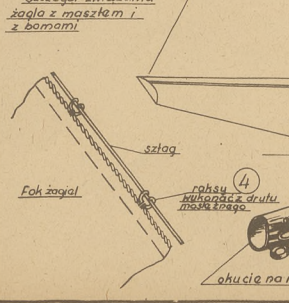 żagla z masztem i
z bomami
sztag
Fok żagiel
raksy
wykonać z drutu
mosiężnego
4
okucie na